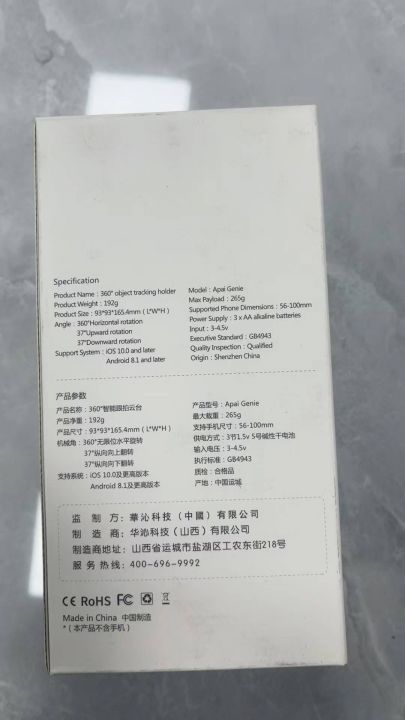 Specification
Product Name : 360° object tracking holder
Product Weight : 192g
Product Size : 93*93*165.4mm ( L*W*H )
Angle : 360°Horizontal rotation
37°Upward rotation
37°Downward rotation
Support System : iOS 10.0 and later
Android 8.1 and later
Model : Apai Genie
Max Payload : 265g
Supported Phone Dimensions : 56-100mm
Power Supply : 3 x AA alkaline batteries
Input : 3-4.5v
Executive Standard : GB4943
Quality Inspection : Qualified
Origin : Shenzhen China
产品参数
产品名称：360°智能跟拍云台
产品净重：192g
产品尺寸：93*93*165.4mm ( L*W*H )
机械角：360°无限位水平旋转
37°纵向向上翻转
37°纵向向下翻转
支持系统：iOS 10.0及更高版本
Android 8.1及更高版本
产品型号：Apai Genie
最大载重：265g
支持手机尺寸：56-100mm
供电方式：3节1.5v 5号碱性干电池
输入电压：3-4.5v
执行标准：GB4943
质检：合格品
产地：中国运城
监 制 方：華沁科技（中國）有限公司
制 造 商：华沁科技（山西）有限公司
制造商地址：山西省运城市盐湖区工农东街218号
服 务 热 线：400-696-9992
CE RoHS FC
Made in China 中国制造
*（本产品不含手机）